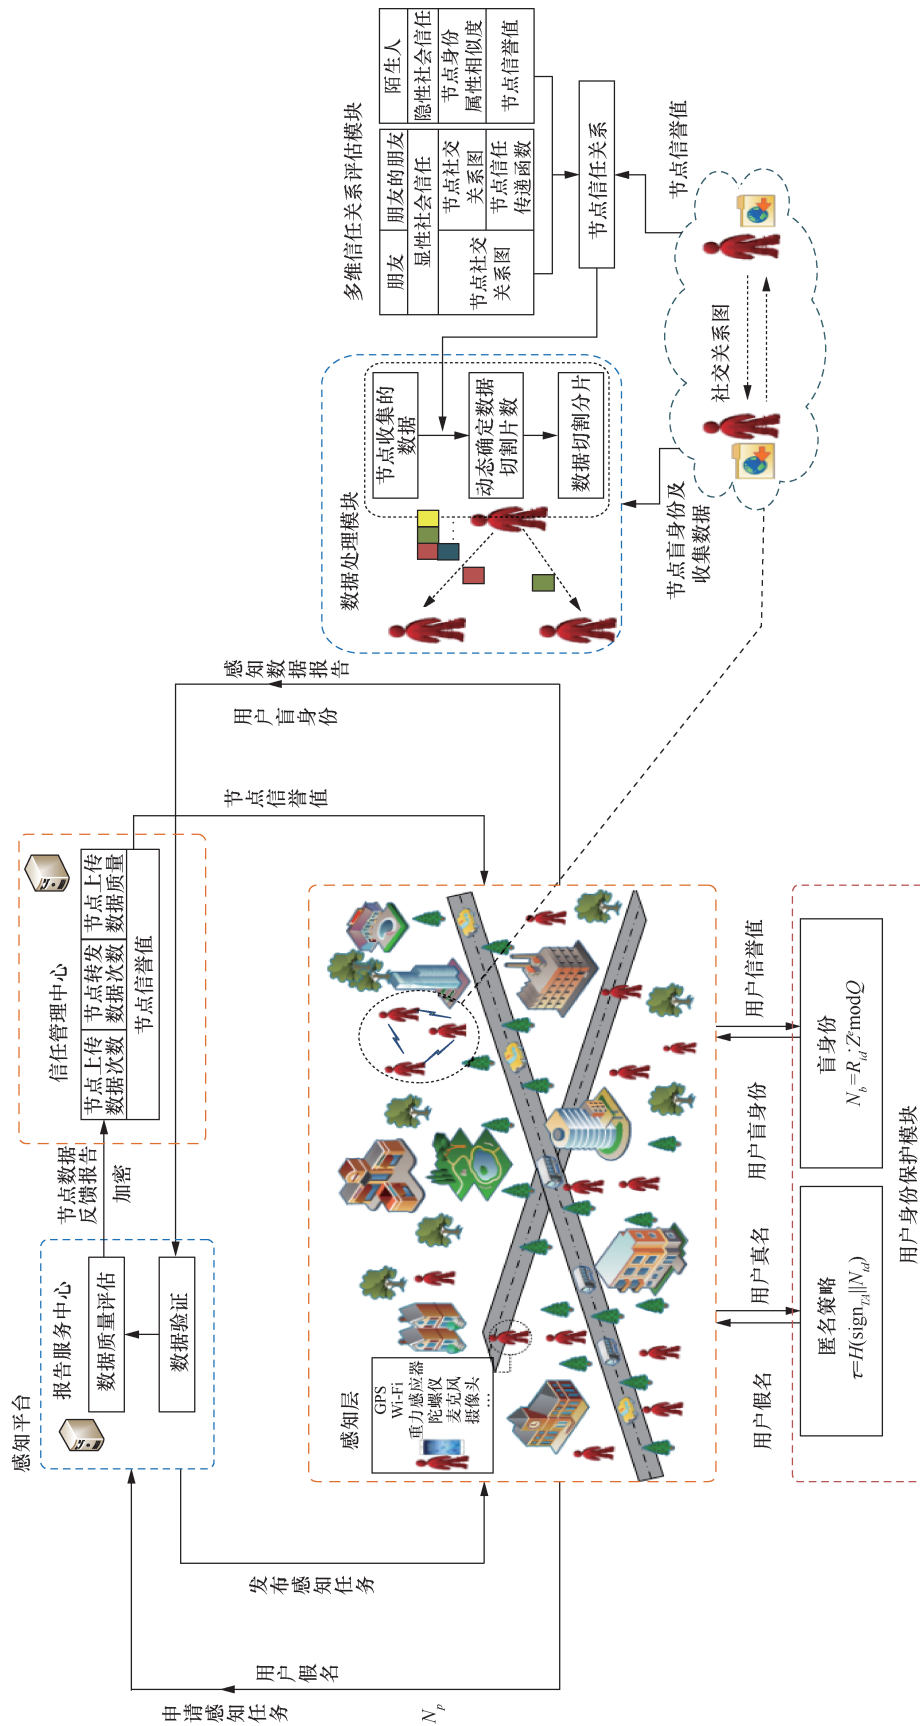 感知平台
报告服务中心
数据质量评估
数据验证
节点数据
反馈报告
加密
信任管理中心
节点上传
数据次数
节点转发
数据次数
节点上传
数据质量
节点信誉值
申请感知任务
用户假名
N_p
发布感知任务
节点信誉值
用户盲身份
感知数据报告
感知层
GPS
Wi-Fi
重力感应器
陀螺仪
麦克风
摄像头
…
用户假名
用户真名
用户盲身份
用户信誉值
匿名策略
τ=H(sign_{TA}||N_{id})
盲身份
N_b=R_{id}·Z^e modQ
用户身份保护模块
数据处理模块
节点收集的
数据
动态确定数据
切割片数
数据切割分片
…
节点盲身份及
收集数据
多维信任关系评估模块
朋友
朋友的朋友
陌生人
显性社会信任
隐性社会信任
节点社交
关系图
节点社交
关系图
节点信任
传递函数
节点身份
属性相似度
节点信誉值
节点信任关系
节点信誉值
社交关系图